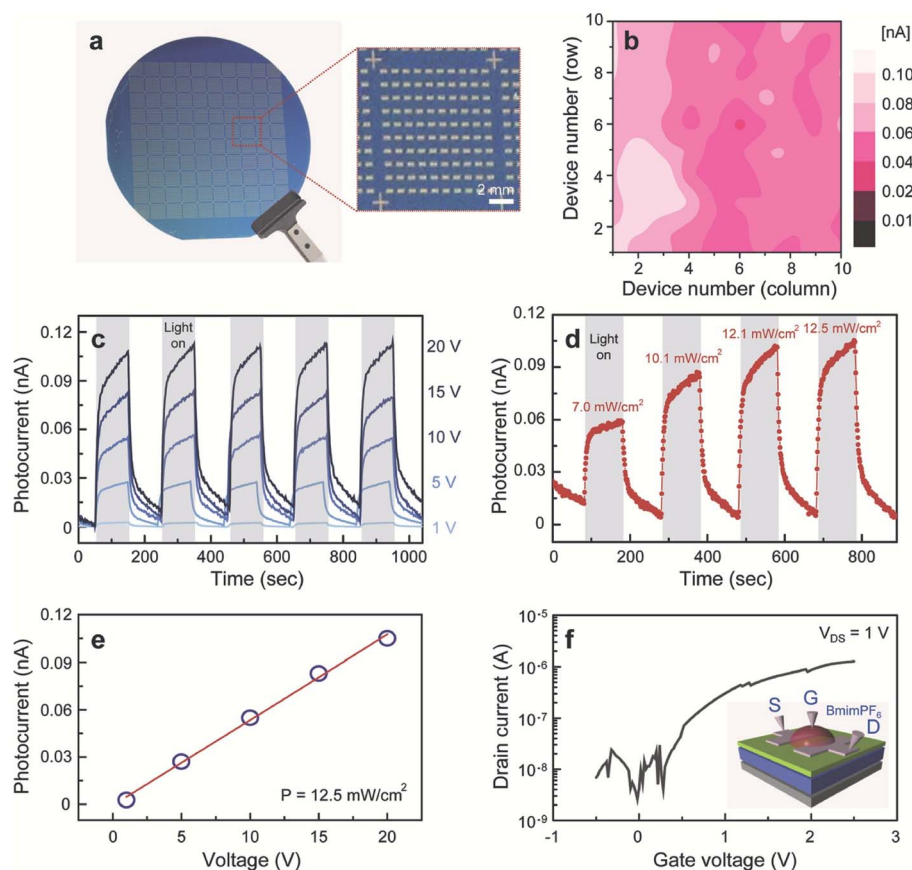 a
2 mm
b
Device number (row)
10
8
6
4
2
2 4 6 8 10
Device number (column)
[nA]
0.10
0.08
0.06
0.04
0.02
0.01
c
Photocurrent (nA)
0.12
0.09
0.06
0.03
0
Light
on
20 V
15 V
10 V
5 V
1 V
0 200 400 600 800 1000
Time (sec)
d
Photocurrent (nA)
0.12
0.09
0.06
0.03
0
Light
on
7.0 mW/cm²
10.1 mW/cm²
12.1 mW/cm²
12.5 mW/cm²
0 200 400 600 800
Time (sec)
e
Photocurrent (nA)
0.12
0.09
0.06
0.03
0
P = 12.5 mW/cm²
0 5 10 15 20
Voltage (V)
f
Drain current (A)
10⁻⁵
10⁻⁶
10⁻⁷
10⁻⁸
10⁻⁹
V_DS = 1 V
S G BmimPF₆
D
-1 0 1 2 3
Gate voltage (V)